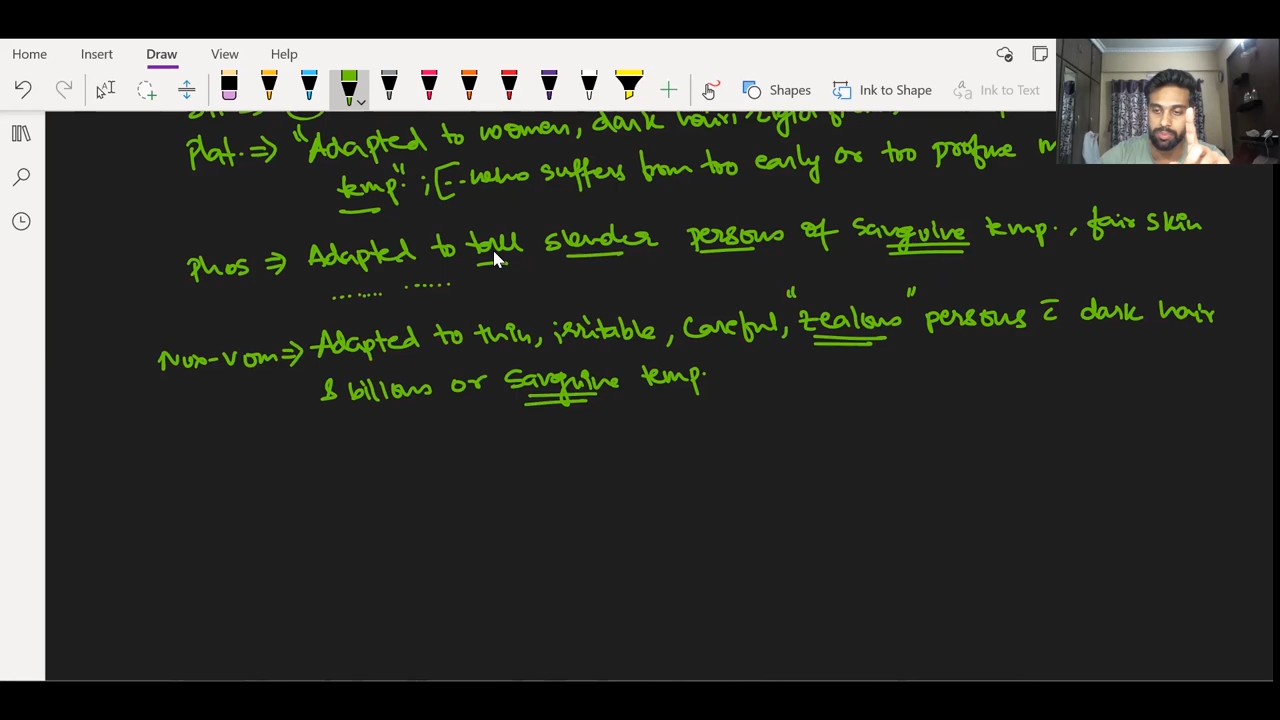 Home Insert Draw View Help
Shapes Ink to Shape Ink to Text
Plat. ⇒ "Adapted to women, dark hair, rigid
temp" ; [- who suffers from too early or too profuse m
Phos ⇒ Adapted to tall slender persons of sanguine temp., fair skin
...... .....
Nux-Vom ⇒ Adapted to thin, irritable, careful, "zealous" persons c̄ dark hair
& billous or sanguine temp.